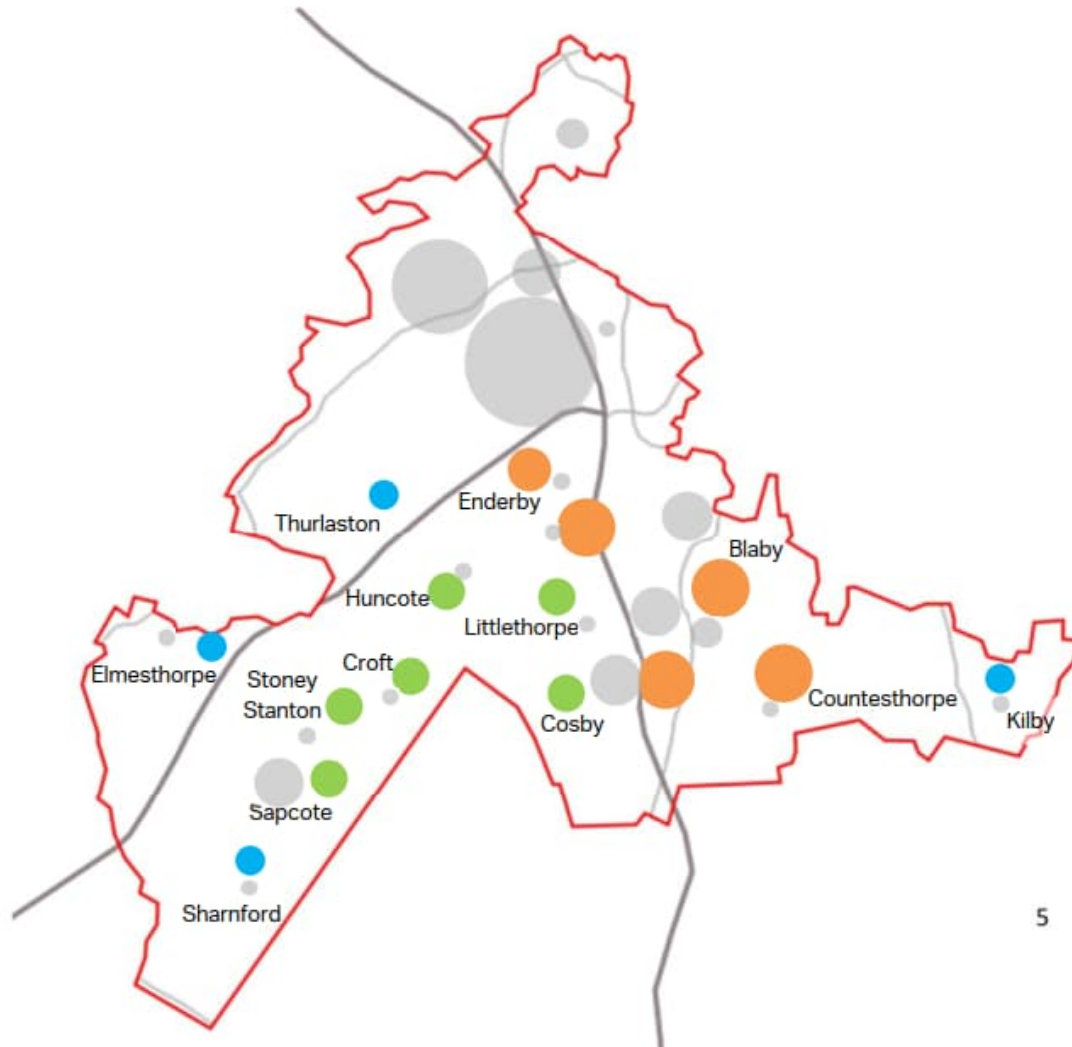 Enderby
Thurlaston
Blaby
Huncote
Littlethorpe
Elmesthorpe
Croft
Stoney
Stanton
Cosby
Countesthorpe
Kilby
Sapcote
Sharnford
5